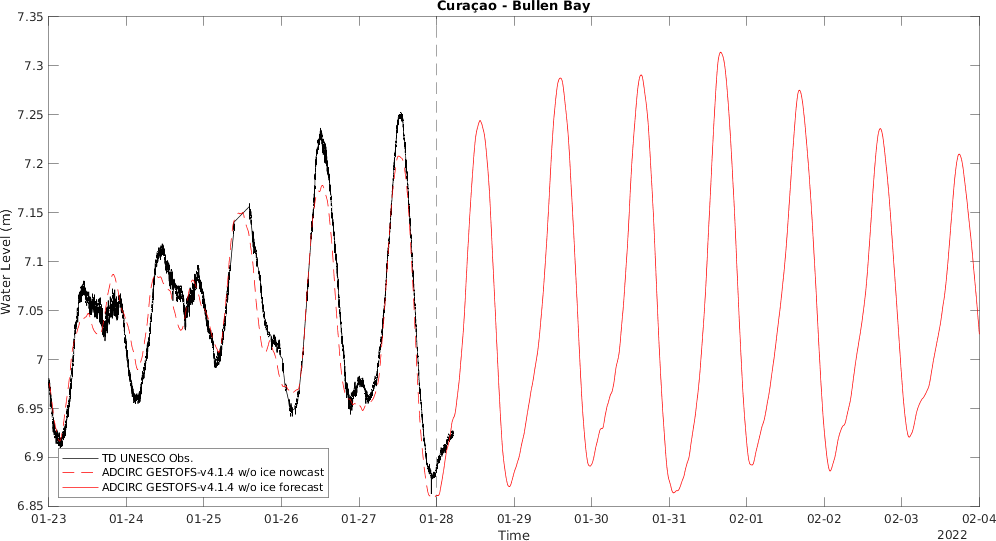 Curaçao - Bullen Bay
7.35
7.3
7.25
7.2
7.15
7.1
7.05
7
6.95
6.9
6.85
Water Level (m)
TD UNESCO Obs.
ADCIRC GESTOFS-v4.1.4 w/o ice nowcast
ADCIRC GESTOFS-v4.1.4 w/o ice forecast
01-23 01-24 01-25 01-26 01-27 01-28 01-29 01-30 01-31 02-01 02-02 02-03 02-04
Time
2022